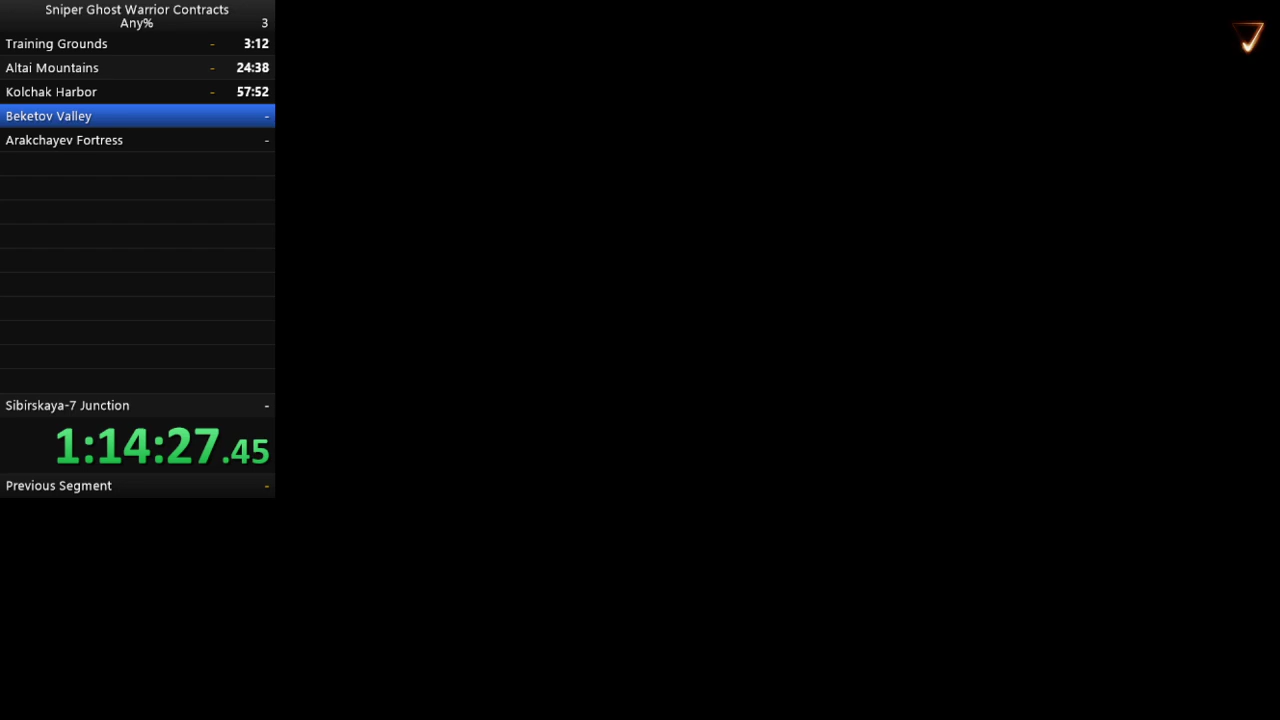 Sniper Ghost Warrior Contracts
Any% 3
Training Grounds - 3:12
Altai Mountains - 24:38
Kolchak Harbor - 57:52
Beketov Valley -
Arakchayev Fortress -
Sibirskaya-7 Junction -
1:14:27.45
Previous Segment -